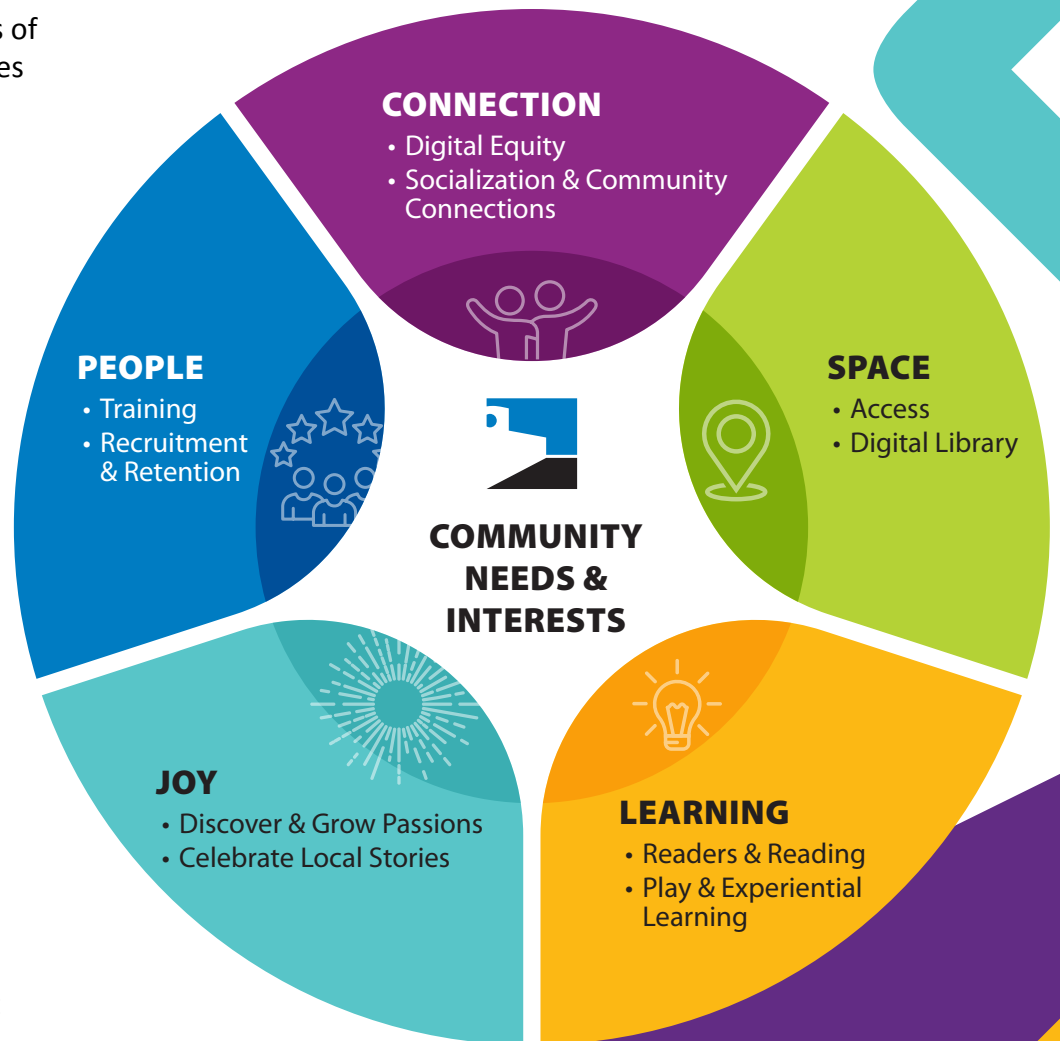 s of
es
CONNECTION
• Digital Equity
• Socialization & Community
Connections
PEOPLE
• Training
• Recruitment
& Retention
SPACE
• Access
• Digital Library
COMMUNITY
NEEDS &
INTERESTS
JOY
• Discover & Grow Passions
• Celebrate Local Stories
LEARNING
• Readers & Reading
• Play & Experiential
Learning